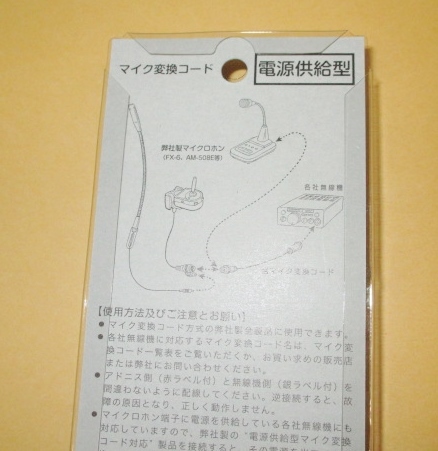 マイク変換コード
電源供給型
弊社製マイクロホン
(FX-6、AM-508E等)
各社無線機
マイク変換コード
【使用方法及びご注意とお願い】
● マイク変換コード方式の弊社製全製品に使用できます。
● 各社無線機に対応するマイク変換コード名は、マイク変
換コード一覧表をご覧いただくか、お買い求めの販売店
または弊社にお問い合わせください。
● アドニス側（赤ラベル付）と無線機側（銀ラベル付）を
間違わないように配線してください。逆接続すると、故
障の原因となり、正しく動作しません。
● マイクロホン端子に電源を供給している各社無線機にも
対応していますので、弊社製の“電源供給型マイク変換
コード対応”製品を接続すると、その電源を